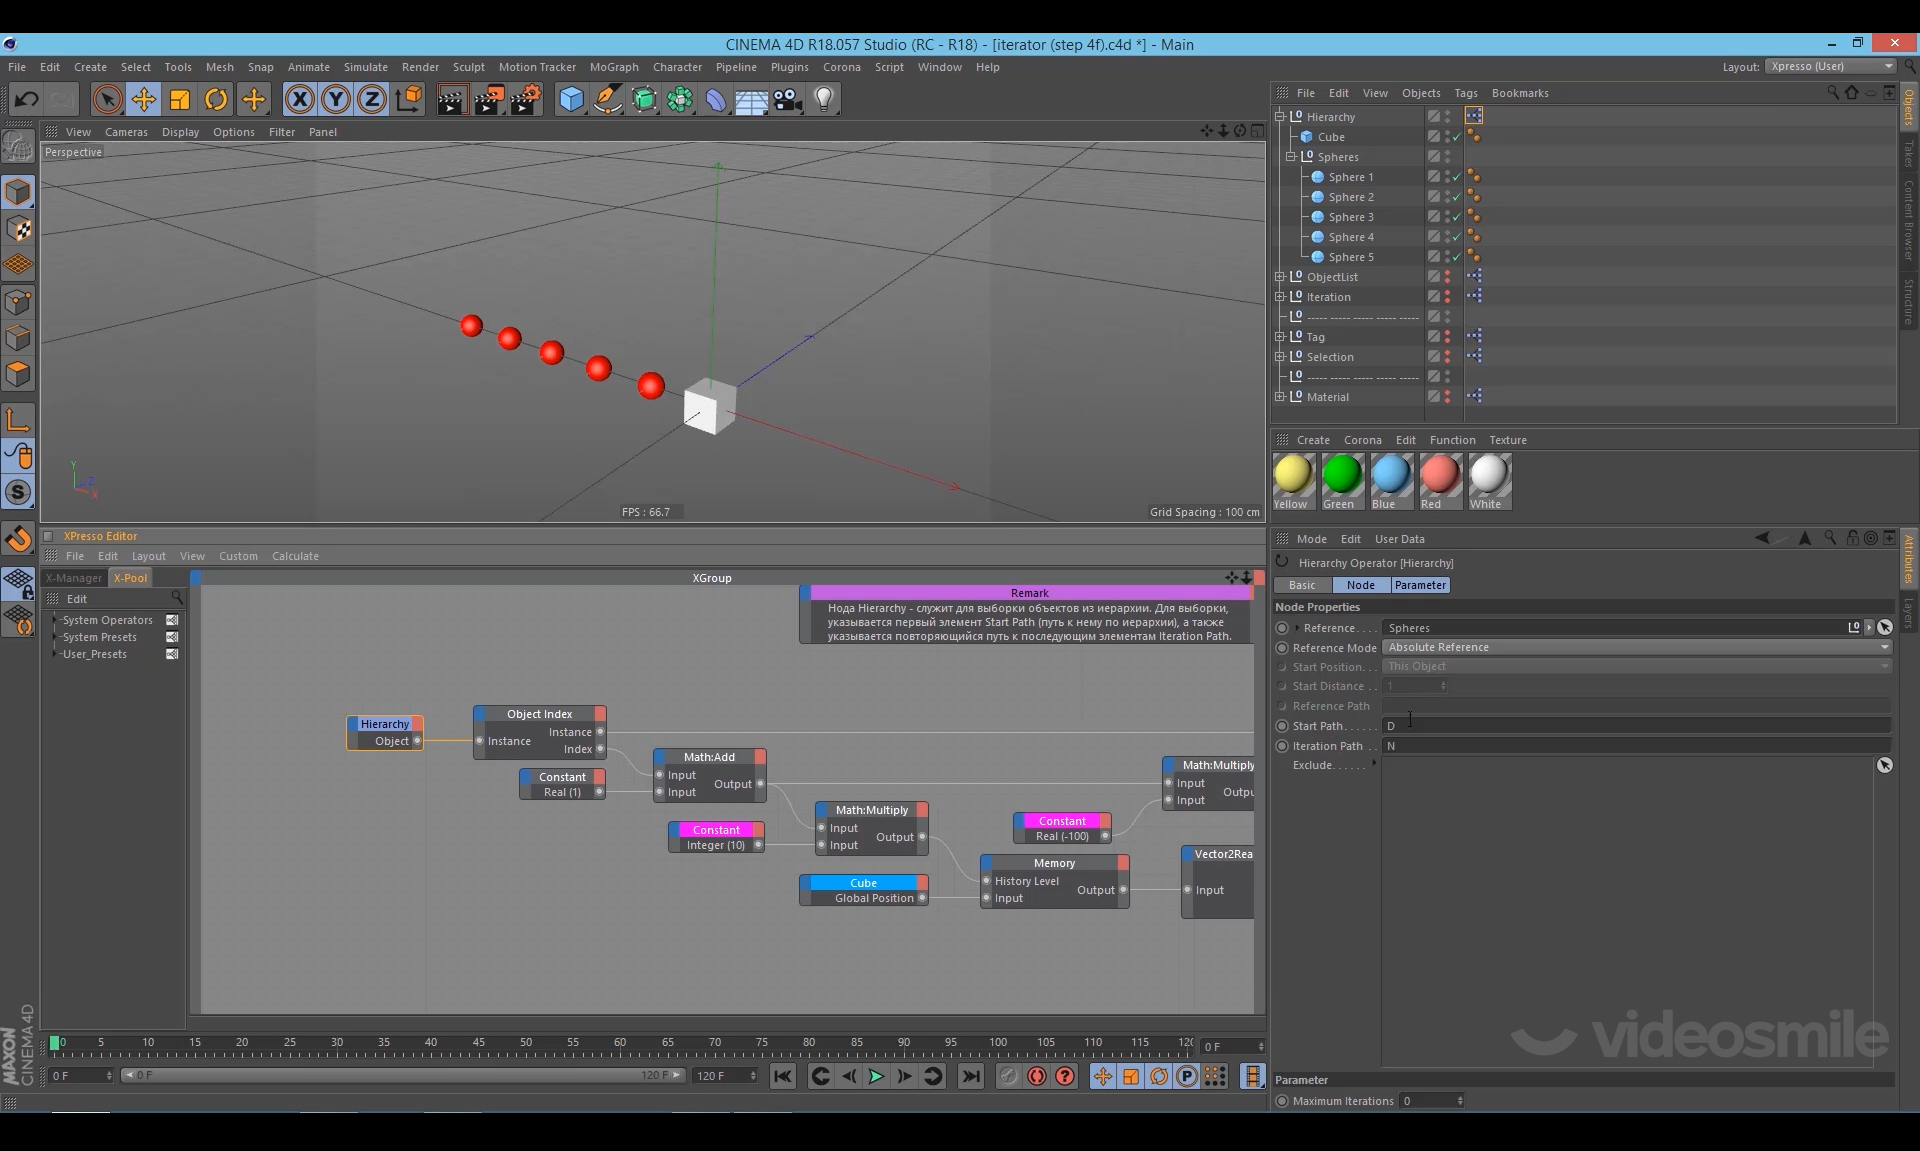 CINEMA 4D R18.057 Studio (RC - R18) - [iterator (step 4f).c4d *] - Main
File Edit Create Select Tools Mesh Snap Animate Simulate Render Sculpt Motion Tracker MoGraph Character Pipeline Plugins Corona Script Window Help
Layout: Xpresso (User)
View Cameras Display Options Filter Panel
Perspective
Y
Z
X
FPS : 66.7
Grid Spacing : 100 cm
File Edit View Objects Tags Bookmarks
Hierarchy
Cube
Spheres
Sphere 1
Sphere 2
Sphere 3
Sphere 4
Sphere 5
ObjectList
Iteration
----- ----- ----- ----- -----
Tag
Selection
----- ----- ----- ----- -----
Material
Objects
Takes
Content Browser
Structure
Create Corona Edit Function Texture
Yellow Green Blue Red White
XPresso Editor
File Edit Layout View Custom Calculate
X-Manager X-Pool
Edit
System Operators
System Presets
User_Presets
XGroup
Remark
Нода Hierarchy - служит для выборки объектов из иерархии. Для выборки,
указывается первый элемент Start Path (путь к нему по иерархии), а также
указывается повторяющийся путь к последующим элементам Iteration Path.
Hierarchy
Object
Object Index
Instance
Instance
Index
Constant
Real (1)
Math:Add
Input
Output
Input
Constant
Integer (10)
Math:Multiply
Input
Output
Input
Cube
Global Position
Constant
Real (-100)
Memory
History Level
Output
Input
Math:Multiply
Input
Outpu
Input
Vector2Rea
Input
Mode Edit User Data
Hierarchy Operator [Hierarchy]
Basic Node Parameter
Node Properties
Reference. . . . Spheres
Reference Mode Absolute Reference
Start Position. . . This Object
Start Distance . . 1
Reference Path
Start Path. . . . . D
Iteration Path . . N
Exclude. . . . . .
Parameter
Maximum Iterations 0
Attributes
Layers
videosmile
0 5 10 15 20 25 30 35 40 45 50 55 60 65 70 75 80 85 90 95 100 105 110 115 120
0 F
0 F
0 F
120 F
120 F
MAXON
CINEMA 4D